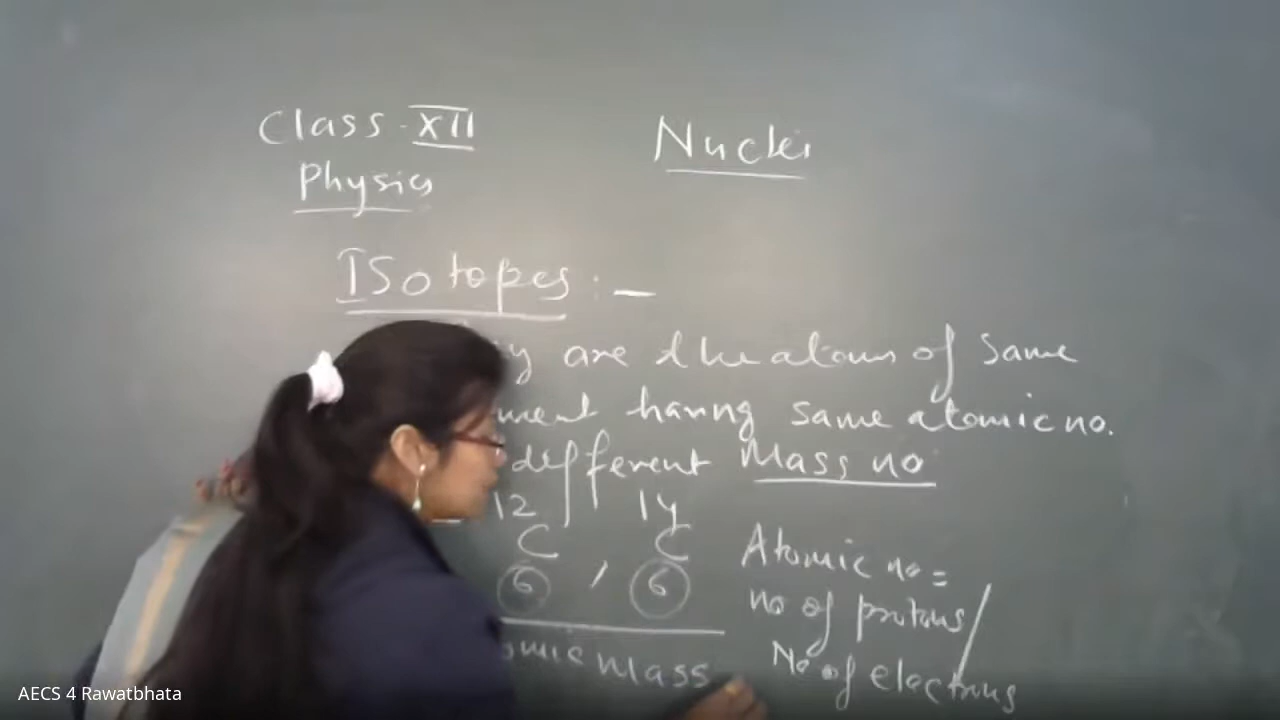 Class - XII
Physics
Nuclei
ISotopes : -
are the atoms of same
having same atomic no.
different Mass no
12 14
C C
6 , 6
Atomic no =
no of protons/
No of electrons
Mass
AECS 4 Rawatbhata